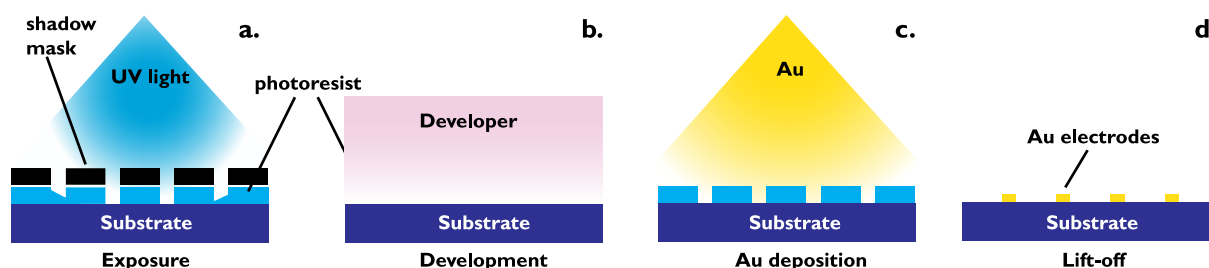 shadow
mask
a.
UV light
photoresist
Substrate
Exposure
b.
Developer
Substrate
Development
c.
Au
Substrate
Au deposition
d
Au electrodes
Substrate
Lift-off